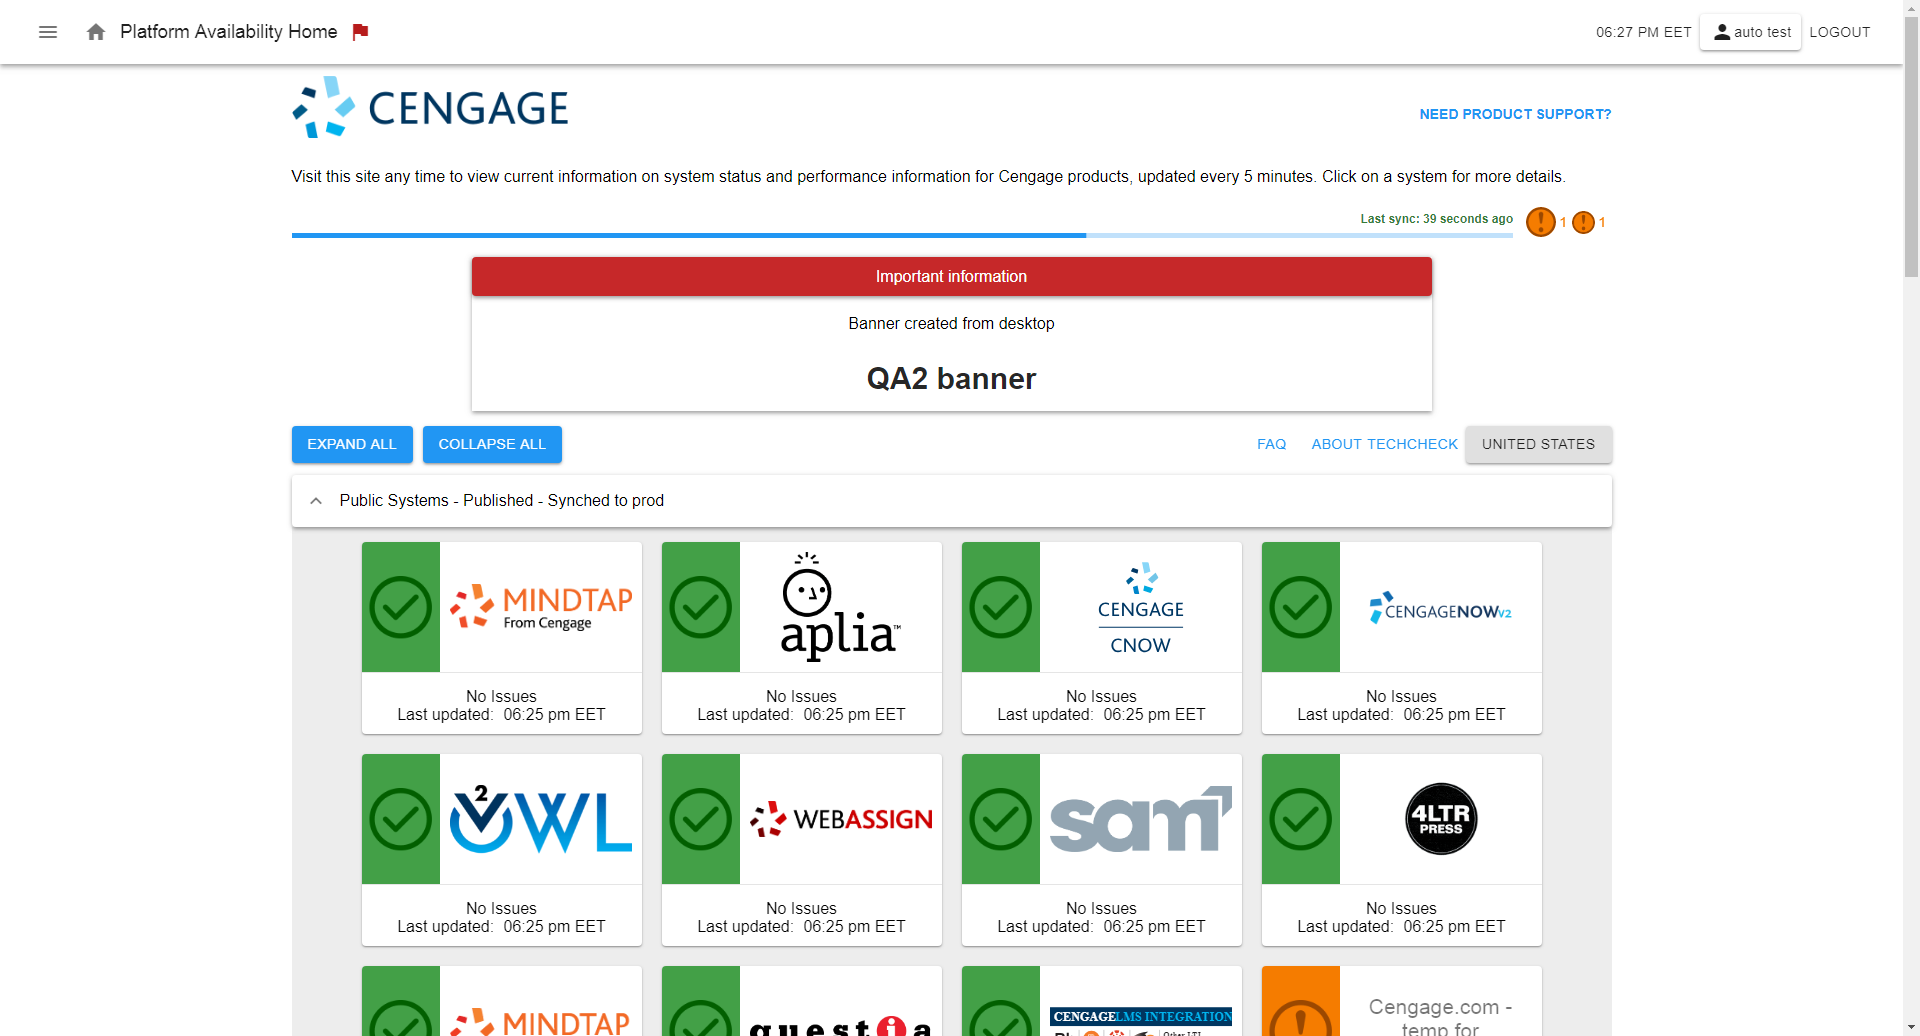 Platform Availability Home
06:27 PM EET
auto test
LOGOUT
CENGAGE
NEED PRODUCT SUPPORT?
Visit this site any time to view current information on system status and performance information for Cengage products, updated every 5 minutes. Click on a system for more details.
Last sync: 39 seconds ago
1
1
Important information
Banner created from desktop
QA2 banner
EXPAND ALL
COLLAPSE ALL
FAQ
ABOUT TECHCHECK
UNITED STATES
Public Systems - Published - Synched to prod
MINDTAP
From Cengage
No Issues
Last updated: 06:25 pm EET
aplia™
No Issues
Last updated: 06:25 pm EET
CENGAGE
CNOW
No Issues
Last updated: 06:25 pm EET
CENGAGENOWv2
No Issues
Last updated: 06:25 pm EET
OWL
2
No Issues
Last updated: 06:25 pm EET
WEBASSIGN
No Issues
Last updated: 06:25 pm EET
sam
No Issues
Last updated: 06:25 pm EET
4LTR
PRESS
No Issues
Last updated: 06:25 pm EET
MINDTAP
questia
CENGAGE LMS INTEGRATION
Other LTI
Cengage.com -
temp for